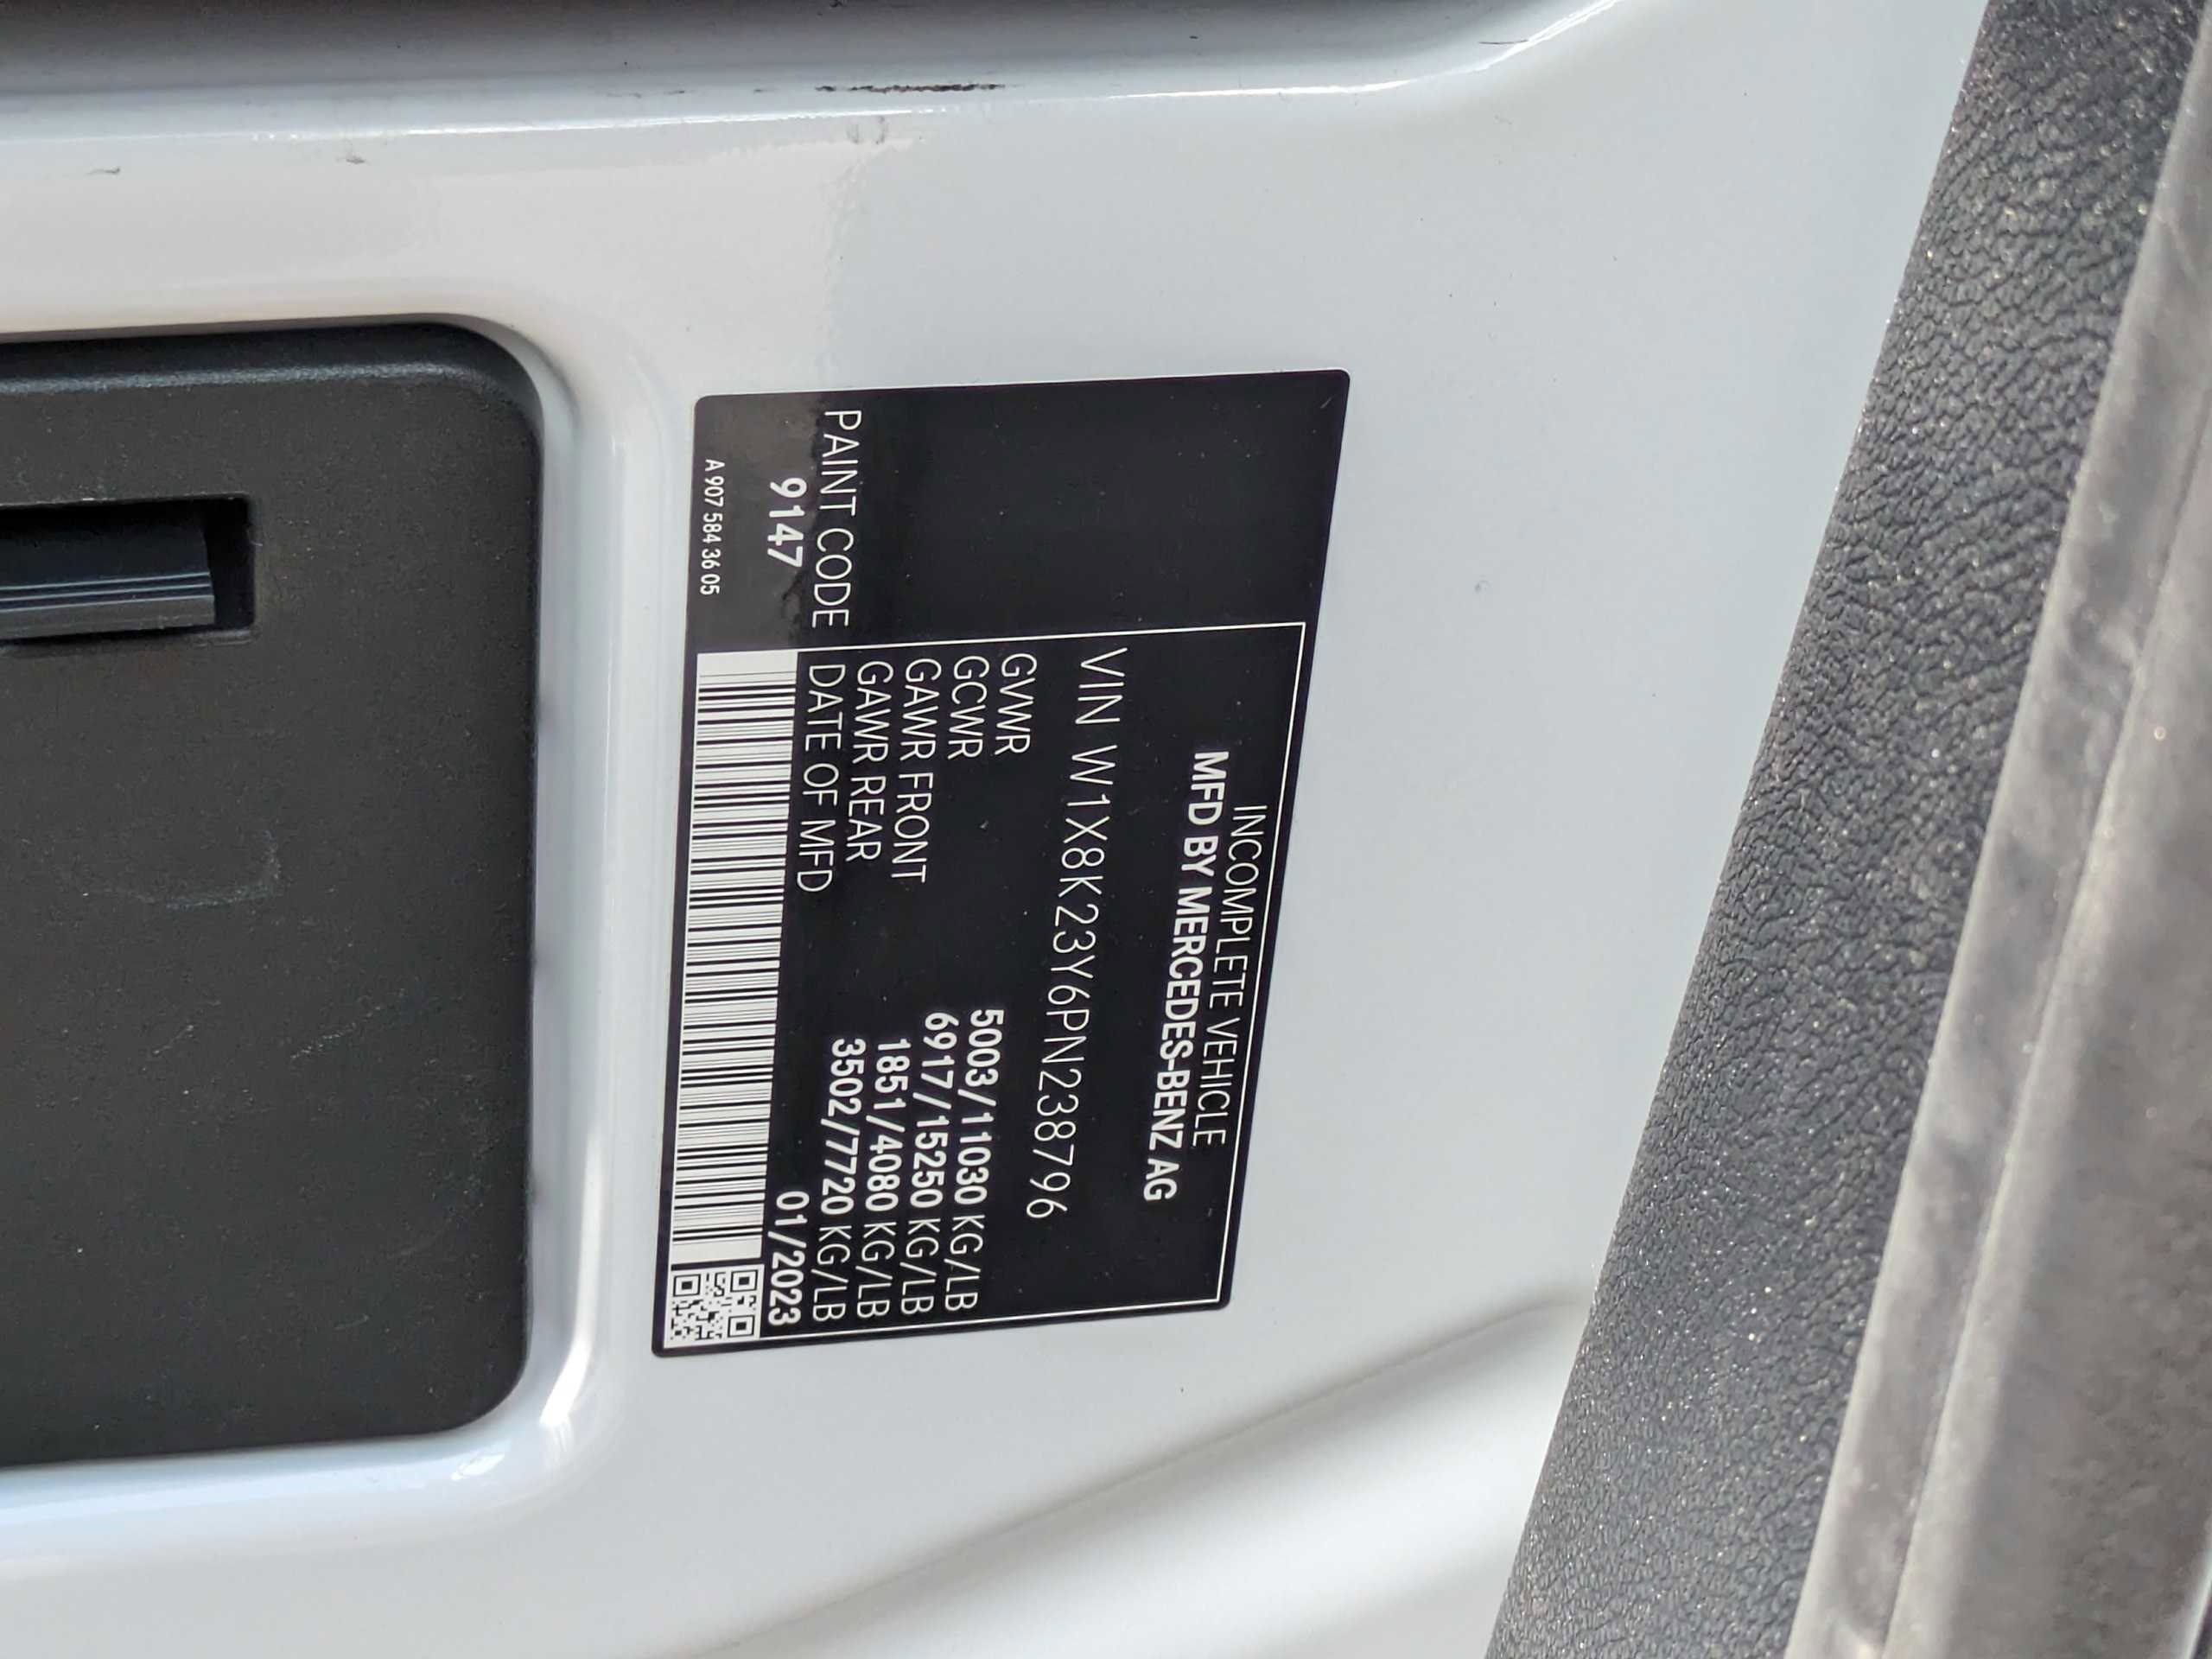 INCOMPLETE VEHICLE
MFD BY MERCEDES-BENZ AG
VIN W1X8K23Y6PN238796
GVWR 5003/11030 KG/LB
GCWR 6917/15250 KG/LB
GAWR FRONT 1851/4080 KG/LB
GAWR REAR 3502/7720 KG/LB
DATE OF MFD 01/2023
PAINT CODE
9147
A 907 584 36 05